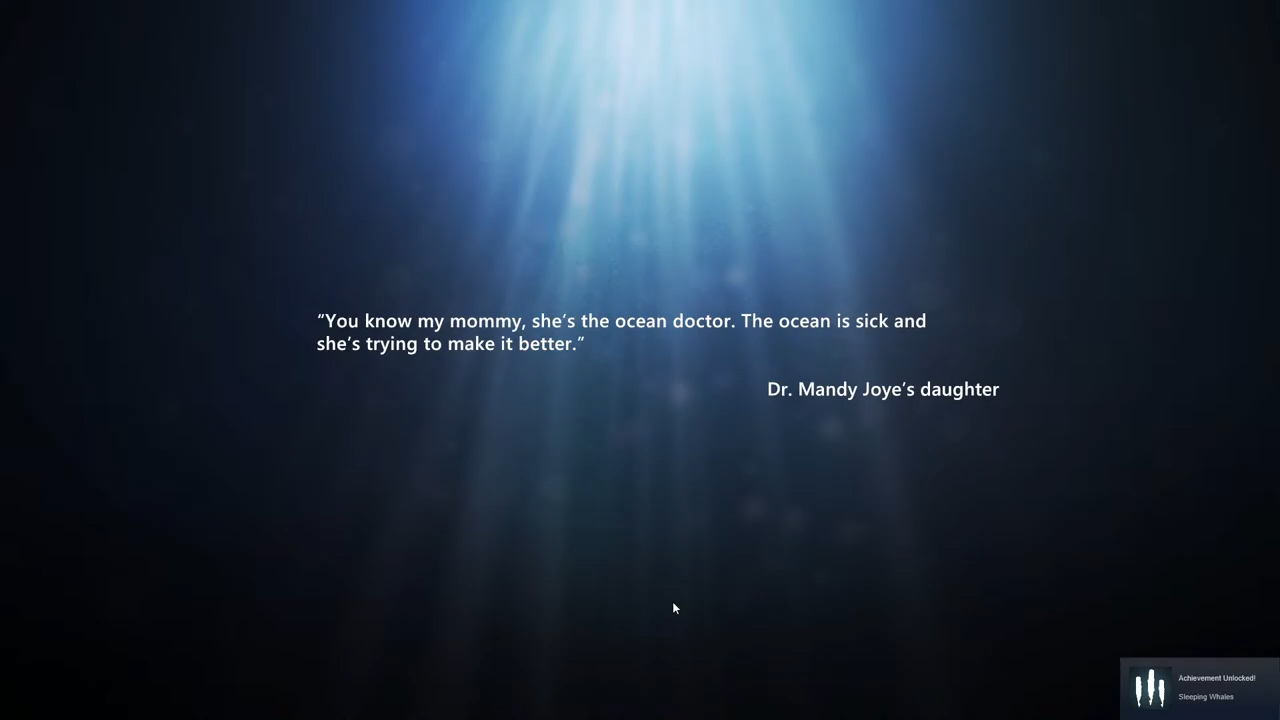 “You know my mommy, she’s the ocean doctor. The ocean is sick and
she’s trying to make it better.”
Dr. Mandy Joye’s daughter
Achievement Unlocked!
Sleeping Whales